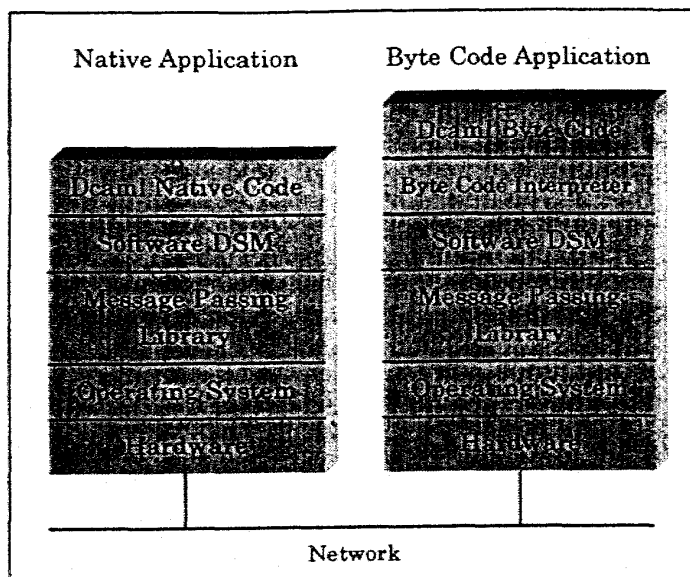 Native Application
Dcaml Native Code
Software DSM
Message Passing
Library
Operating System
Hardware
Byte Code Application
Dcaml Byte Code
Byte Code Interpreter
Software DSM
Message Passing
Library
Operating System
Hardware
Network